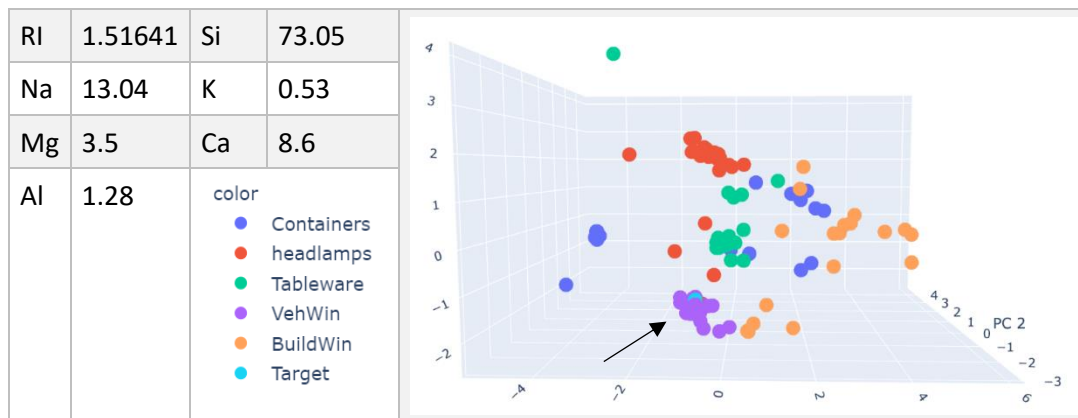 RI 1.51641 Si 73.05
Na 13.04 K 0.53
Mg 3.5 Ca 8.6
Al 1.28
color
Containers
headlamps
Tableware
VehWin
BuildWin
Target
4
3
2
1
0
−1
−2
−4
−2
0
2
4
6
4
3
2
1
0
−1
−2
−3
PC 2